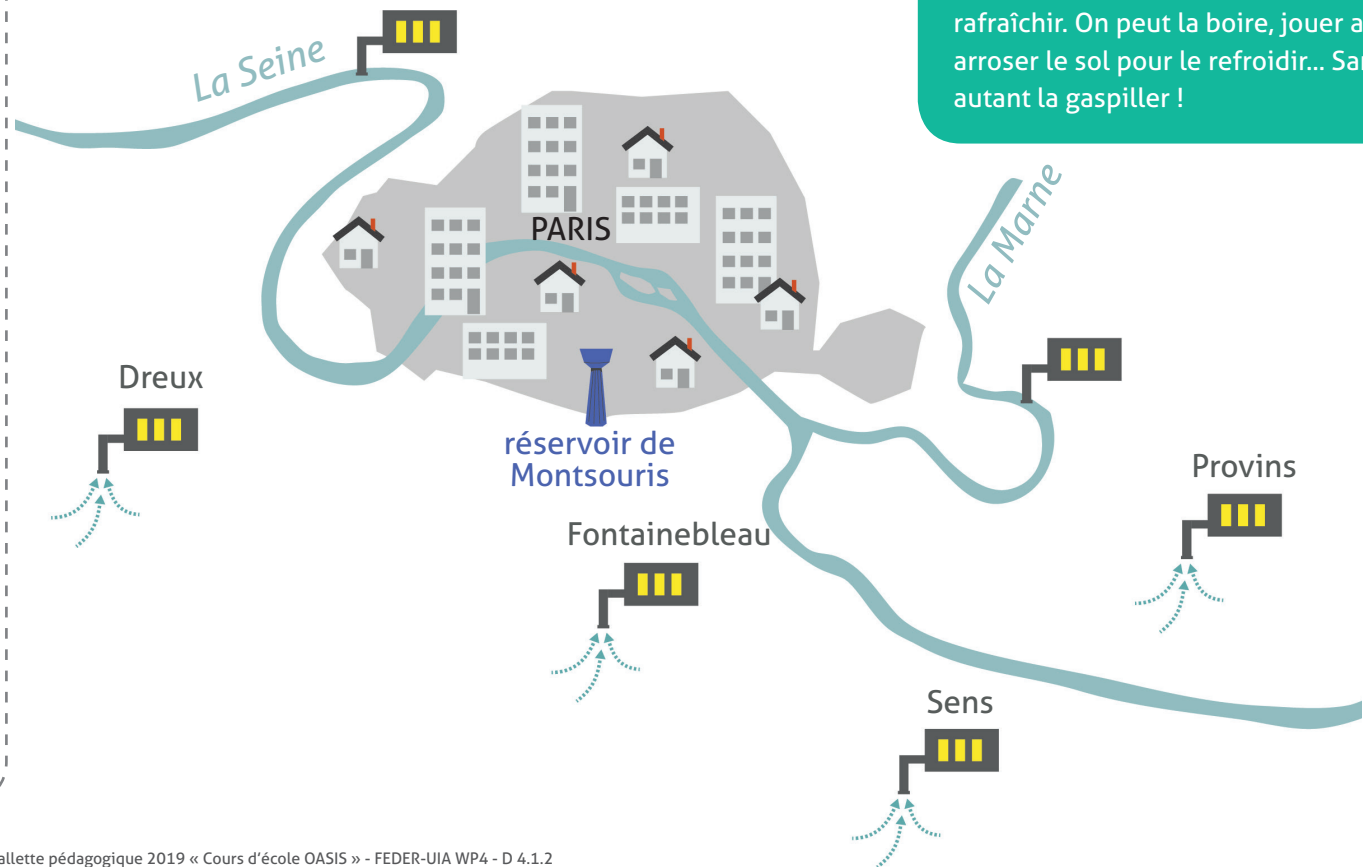 rafraîchir. On peut la boire, jouer a
arroser le sol pour le refroidir... Sa
autant la gaspiller !
La Seine
La Marne
PARIS
Dreux
réservoir de
Montsouris
Provins
Fontainebleau
Sens
allette pédagogique 2019 « Cours d'école OASIS » - FEDER-UIA WP4 - D 4.1.2